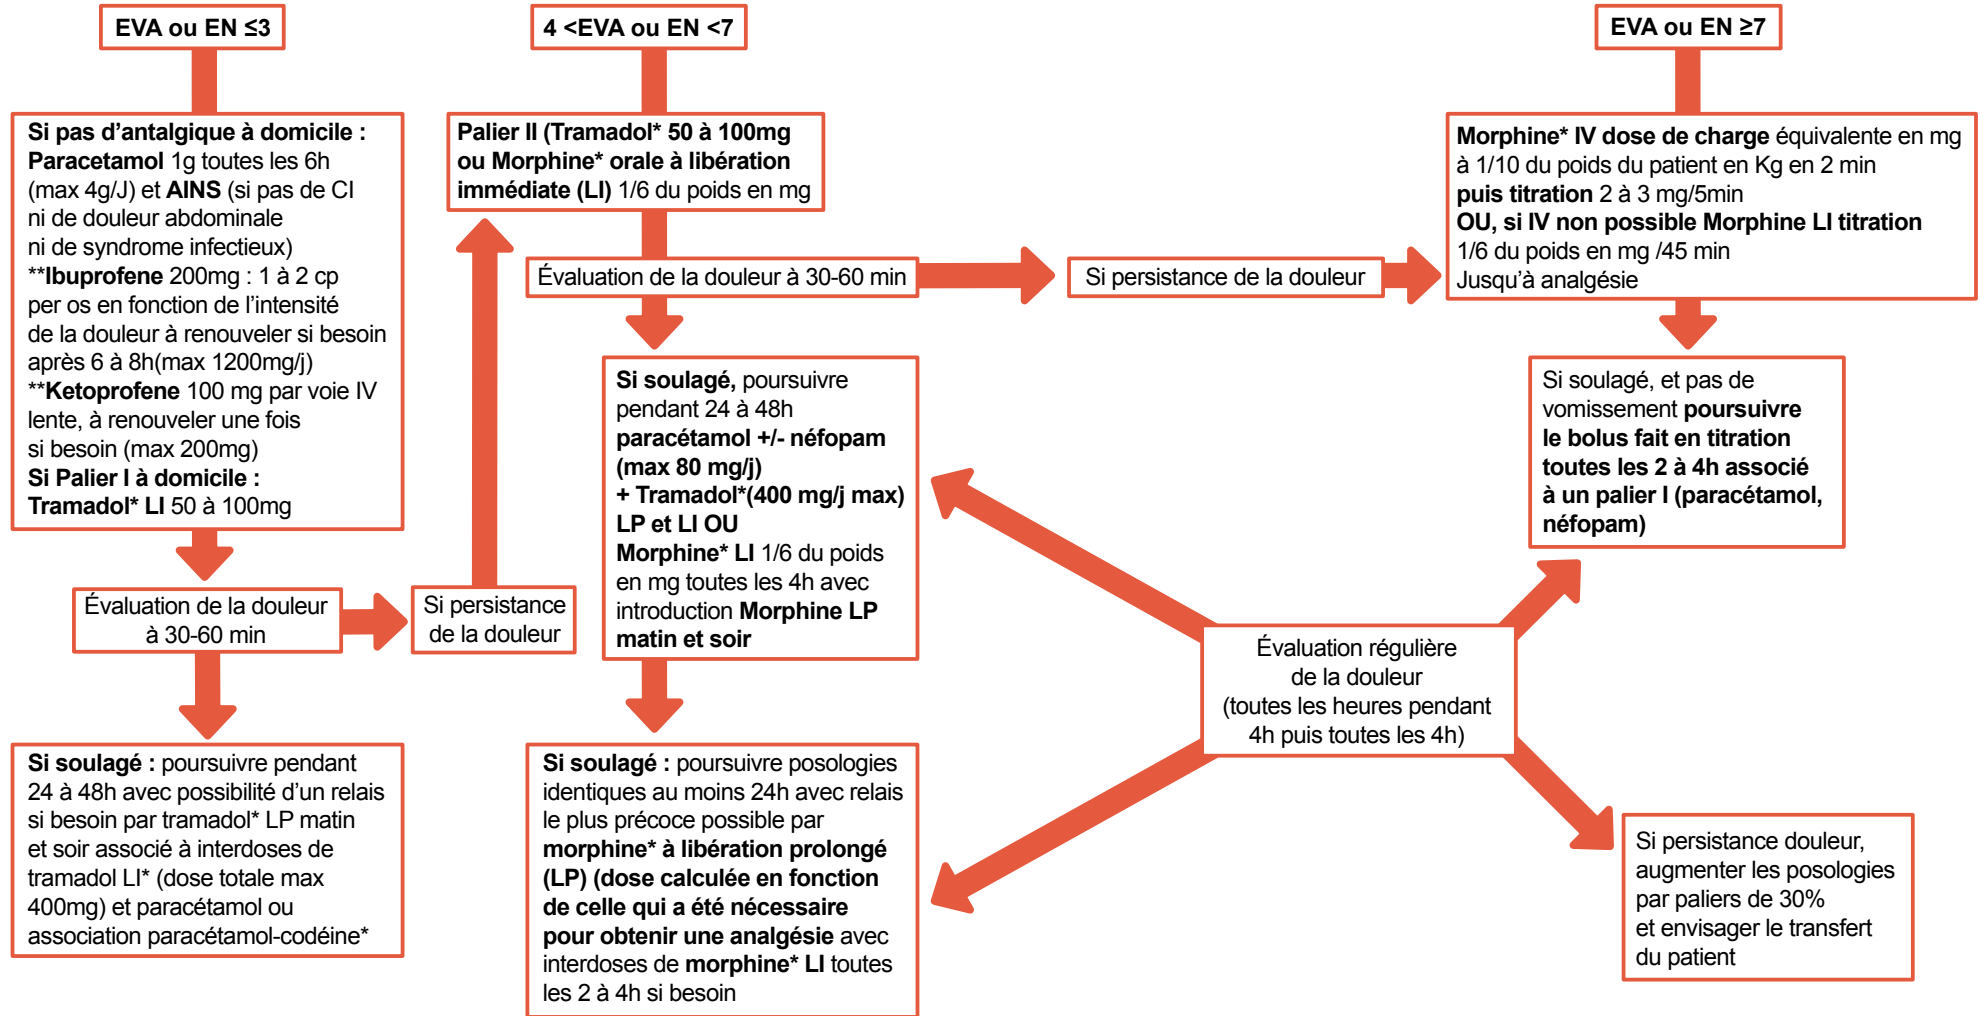 EVA ou EN ≤3
4 <EVA ou EN <7
EVA ou EN ≥7
Si pas d’antalgique à domicile :
Paracetamol 1g toutes les 6h
(max 4g/J) et AINS (si pas de CI
ni de douleur abdominale
ni de syndrome infectieux)
**Ibuprofene 200mg : 1 à 2 cp
per os en fonction de l’intensité
de la douleur à renouveler si besoin
après 6 à 8h(max 1200mg/j)
**Ketoprofene 100 mg par voie IV
lente, à renouveler une fois
si besoin (max 200mg)
Si Palier I à domicile :
Tramadol* LI 50 à 100mg
Palier II (Tramadol* 50 à 100mg
ou Morphine* orale à libération
immédiate (LI) 1/6 du poids en mg
Morphine* IV dose de charge équivalente en mg
à 1/10 du poids du patient en Kg en 2 min
puis titration 2 à 3 mg/5min
OU, si IV non possible Morphine LI titration
1/6 du poids en mg /45 min
Jusqu’à analgésie
Évaluation de la douleur à 30-60 min
Si persistance de la douleur
Si soulagé, poursuivre
pendant 24 à 48h
paracétamol +/- néfopam
(max 80 mg/j)
+ Tramadol*(400 mg/j max)
LP et LI OU
Morphine* LI 1/6 du poids
en mg toutes les 4h avec
introduction Morphine LP
matin et soir
Si soulagé, et pas de
vomissement poursuivre
le bolus fait en titration
toutes les 2 à 4h associé
à un palier I (paracétamol,
néfopam)
Évaluation de la douleur
à 30-60 min
Si persistance
de la douleur
Évaluation régulière
de la douleur
(toutes les heures pendant
4h puis toutes les 4h)
Si soulagé : poursuivre pendant
24 à 48h avec possibilité d’un relais
si besoin par tramadol* LP matin
et soir associé à interdoses de
tramadol LI* (dose totale max
400mg) et paracétamol ou
association paracétamol-codéine*
Si soulagé : poursuivre posologies
identiques au moins 24h avec relais
le plus précoce possible par
morphine* à libération prolongé
(LP) (dose calculée en fonction
de celle qui a été nécessaire
pour obtenir une analgésie avec
interdoses de morphine* LI toutes
les 2 à 4h si besoin
Si persistance douleur,
augmenter les posologies
par paliers de 30%
et envisager le transfert
du patient